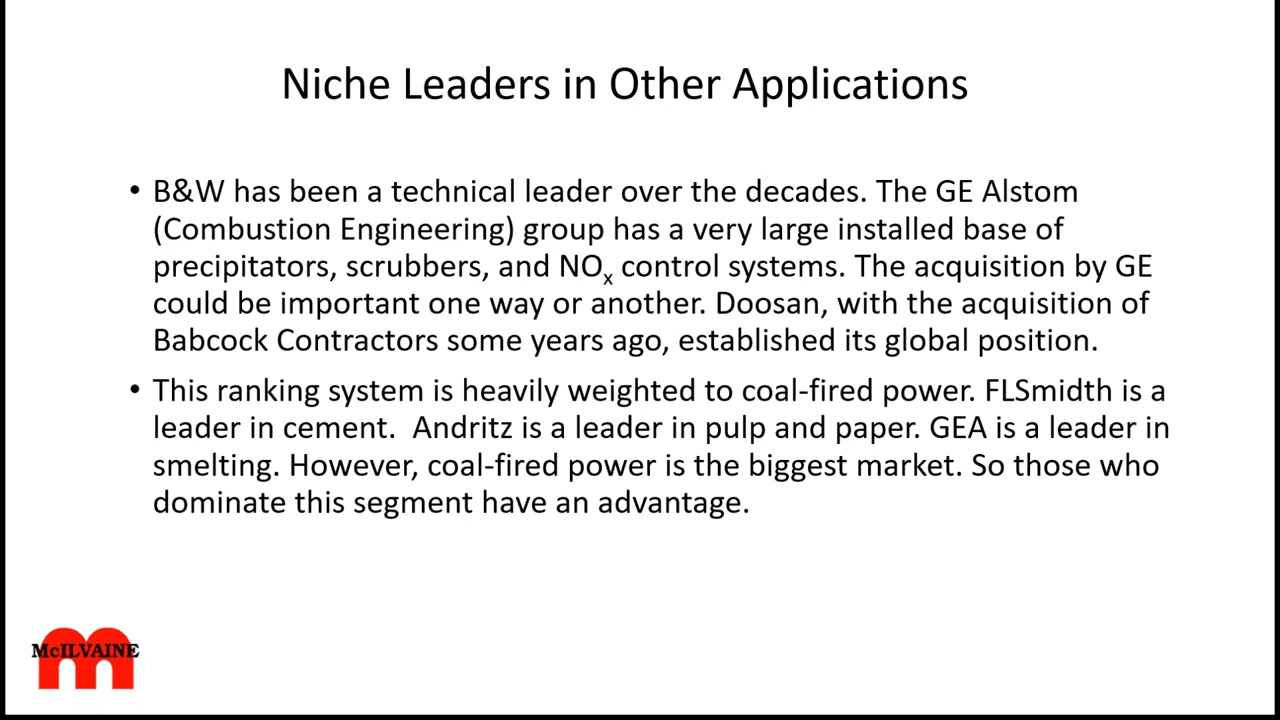 Niche Leaders in Other Applications
• B&W has been a technical leader over the decades. The GE Alstom
(Combustion Engineering) group has a very large installed base of
precipitators, scrubbers, and NOx control systems. The acquisition by GE
could be important one way or another. Doosan, with the acquisition of
Babcock Contractors some years ago, established its global position.
• This ranking system is heavily weighted to coal-fired power. FLSmidth is a
leader in cement.  Andritz is a leader in pulp and paper. GEA is a leader in
smelting. However, coal-fired power is the biggest market. So those who
dominate this segment have an advantage.
McILVAINE